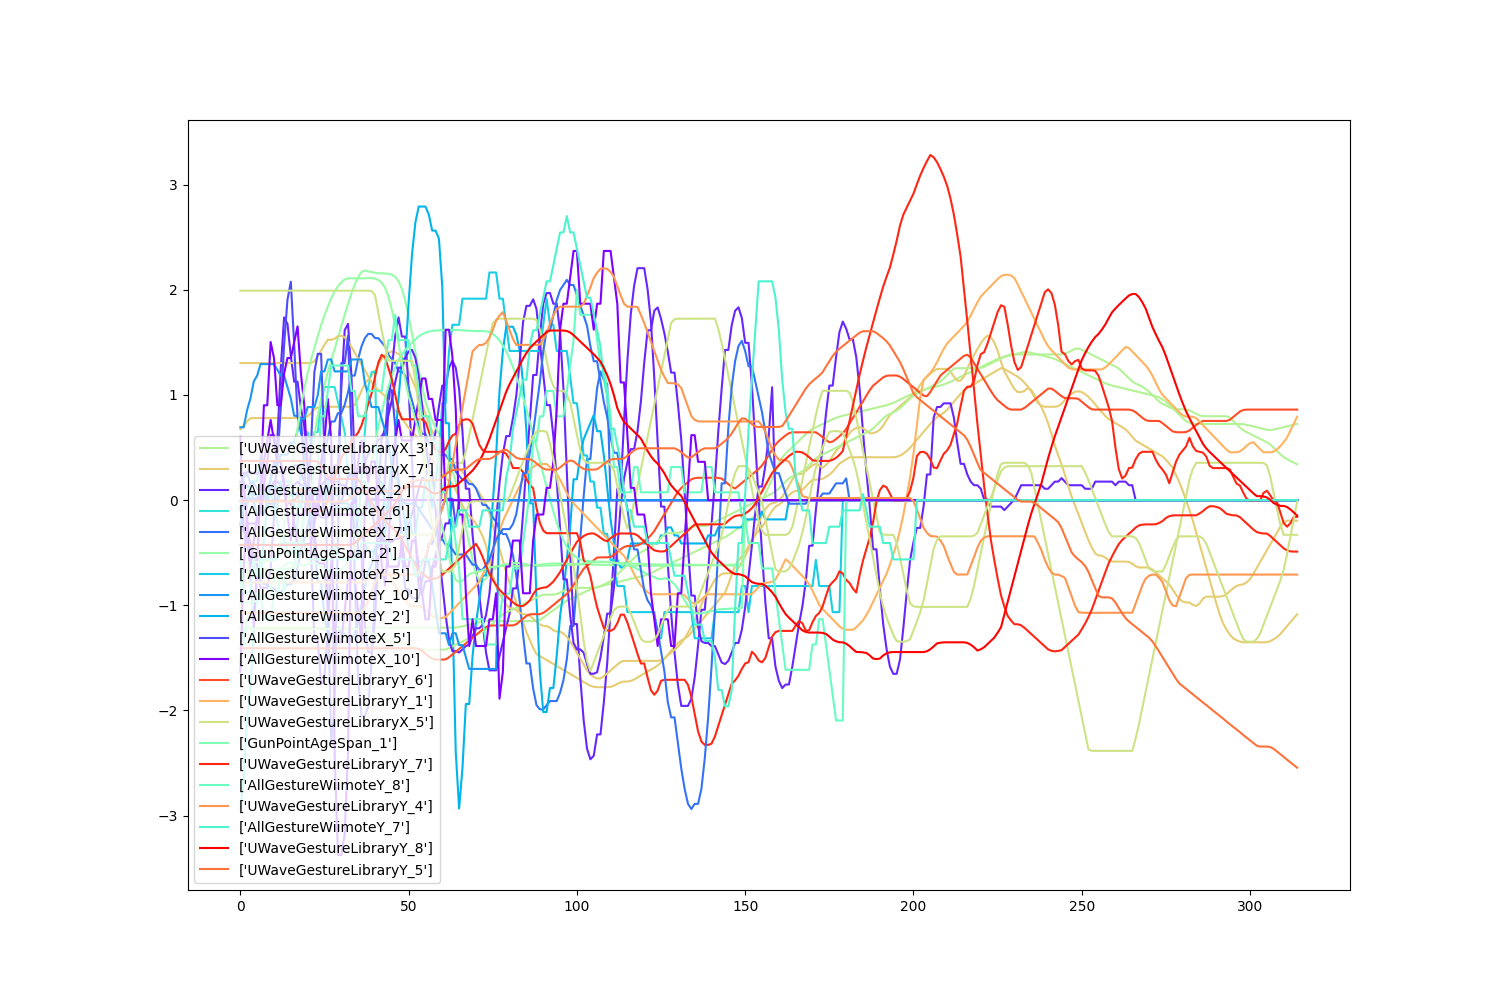 3
2
1
0
−1
−2
−3
['UWaveGestureLibraryX_3']
['UWaveGestureLibraryX_7']
['AllGestureWiimoteX_2']
['AllGestureWiimoteY_6']
['AllGestureWiimoteX_7']
['GunPointAgeSpan_2']
['AllGestureWiimoteY_5']
['AllGestureWiimoteY_10']
['AllGestureWiimoteY_2']
['AllGestureWiimoteX_5']
['AllGestureWiimoteX_10']
['UWaveGestureLibraryY_6']
['UWaveGestureLibraryY_1']
['UWaveGestureLibraryX_5']
['GunPointAgeSpan_1']
['UWaveGestureLibraryY_7']
['AllGestureWiimoteY_8']
['UWaveGestureLibraryY_4']
['AllGestureWiimoteY_7']
['UWaveGestureLibraryY_8']
['UWaveGestureLibraryY_5']
0 50 100 150 200 250 300